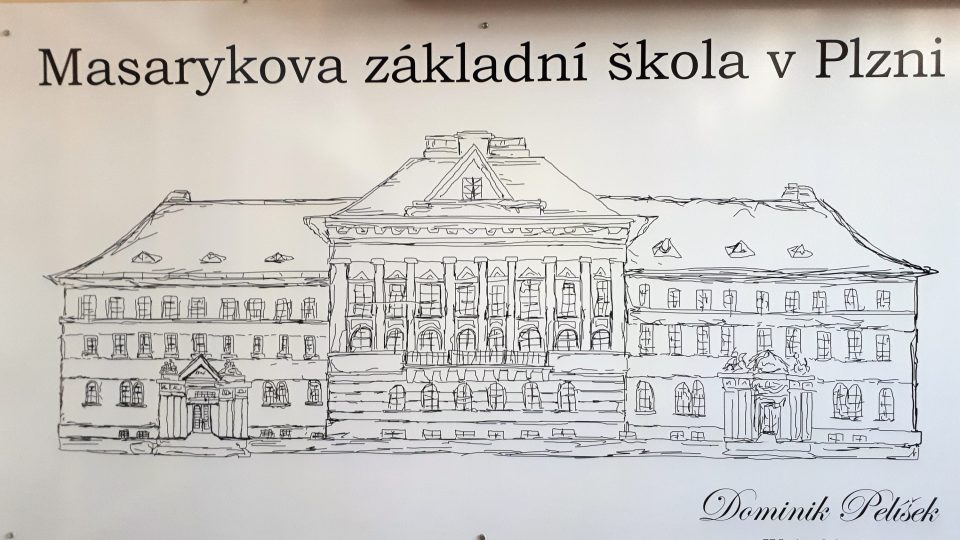 Masarykova základní škola v Plzni
Dominik Pelíšek